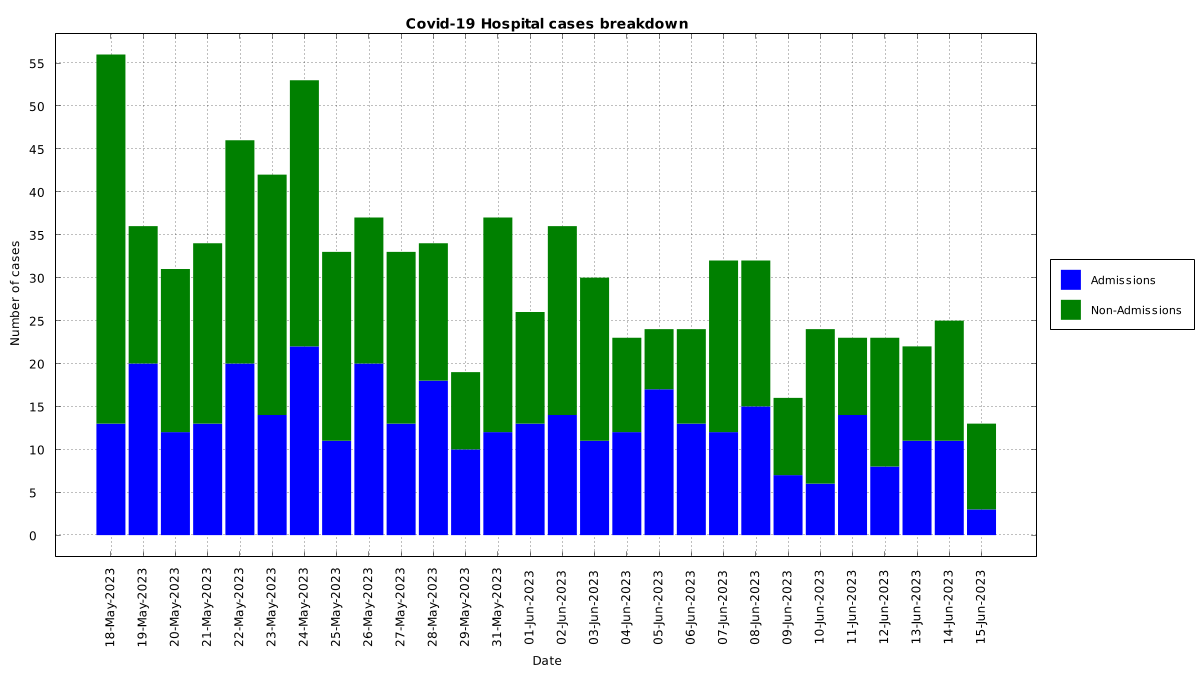 Covid-19 Hospital cases breakdown
55
50
45
40
35
30
25
20
15
10
5
0
Number of cases
18-May-2023
19-May-2023
20-May-2023
21-May-2023
22-May-2023
23-May-2023
24-May-2023
25-May-2023
26-May-2023
27-May-2023
28-May-2023
29-May-2023
31-May-2023
01-Jun-2023
02-Jun-2023
03-Jun-2023
04-Jun-2023
05-Jun-2023
06-Jun-2023
07-Jun-2023
08-Jun-2023
09-Jun-2023
10-Jun-2023
11-Jun-2023
12-Jun-2023
13-Jun-2023
14-Jun-2023
15-Jun-2023
Date
Admissions
Non-Admissions